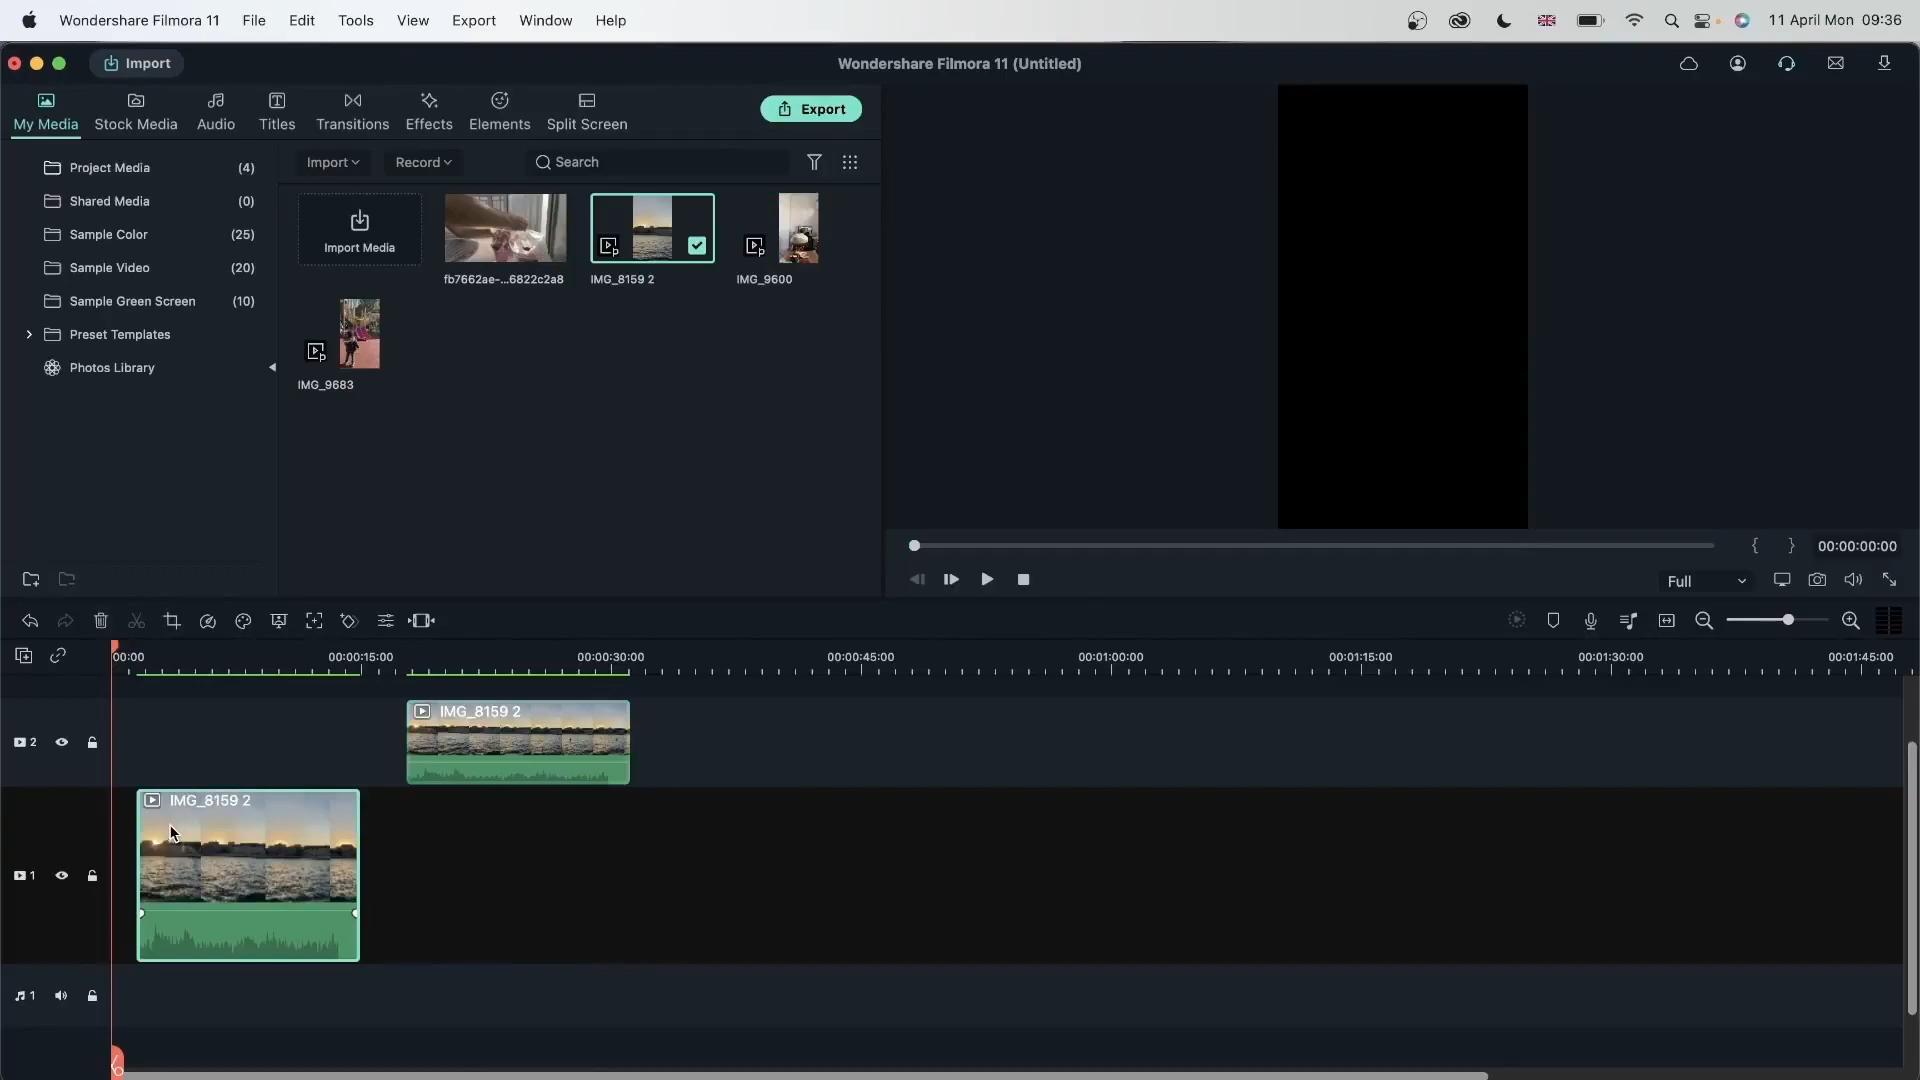 Wondershare Filmora 11 File Edit Tools View Export Window Help 11 April Mon 09:36
Import Wondershare Filmora 11 (Untitled)
My Media Stock Media Audio Titles Transitions Effects Elements Split Screen Export
Project Media (4)
Shared Media (0)
Sample Color (25)
Sample Video (20)
Sample Green Screen (10)
Preset Templates
Photos Library
Import Record Search
Import Media
fb7662ae-...6822c2a8
IMG_8159 2
IMG_9600
IMG_9683
{ } 00:00:00:00
Full
00:00 00:00:15:00 00:00:30:00 00:00:45:00 00:01:00:00 00:01:15:00 00:01:30:00 00:01:45:00
2
IMG_8159 2
1
IMG_8159 2
1